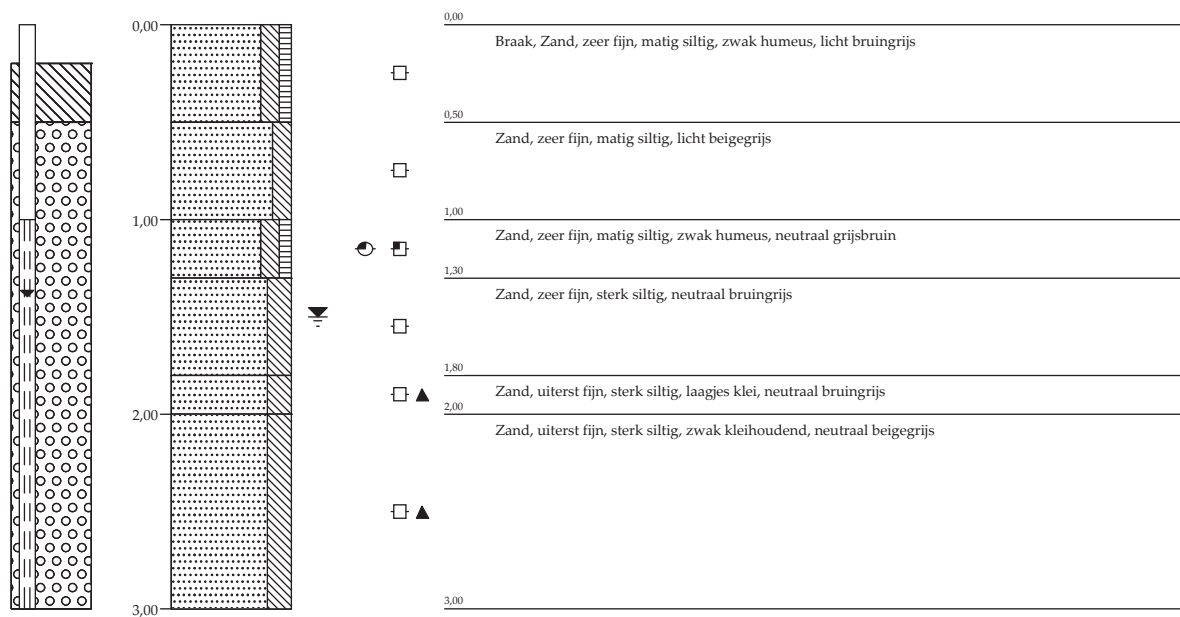 0,00
0,00
Braak, Zand, zeer fijn, matig siltig, zwak humeus, licht bruingrijs
0,50
Zand, zeer fijn, matig siltig, licht beigegrijs
1,00
1,00
Zand, zeer fijn, matig siltig, zwak humeus, neutraal grijsbruin
1,30
Zand, zeer fijn, sterk siltig, neutraal bruingrijs
1,80
Zand, uiterst fijn, sterk siltig, laagjes klei, neutraal bruingrijs
2,00
2,00
Zand, uiterst fijn, sterk siltig, zwak kleihoudend, neutraal beigegrijs
3,00
3,00